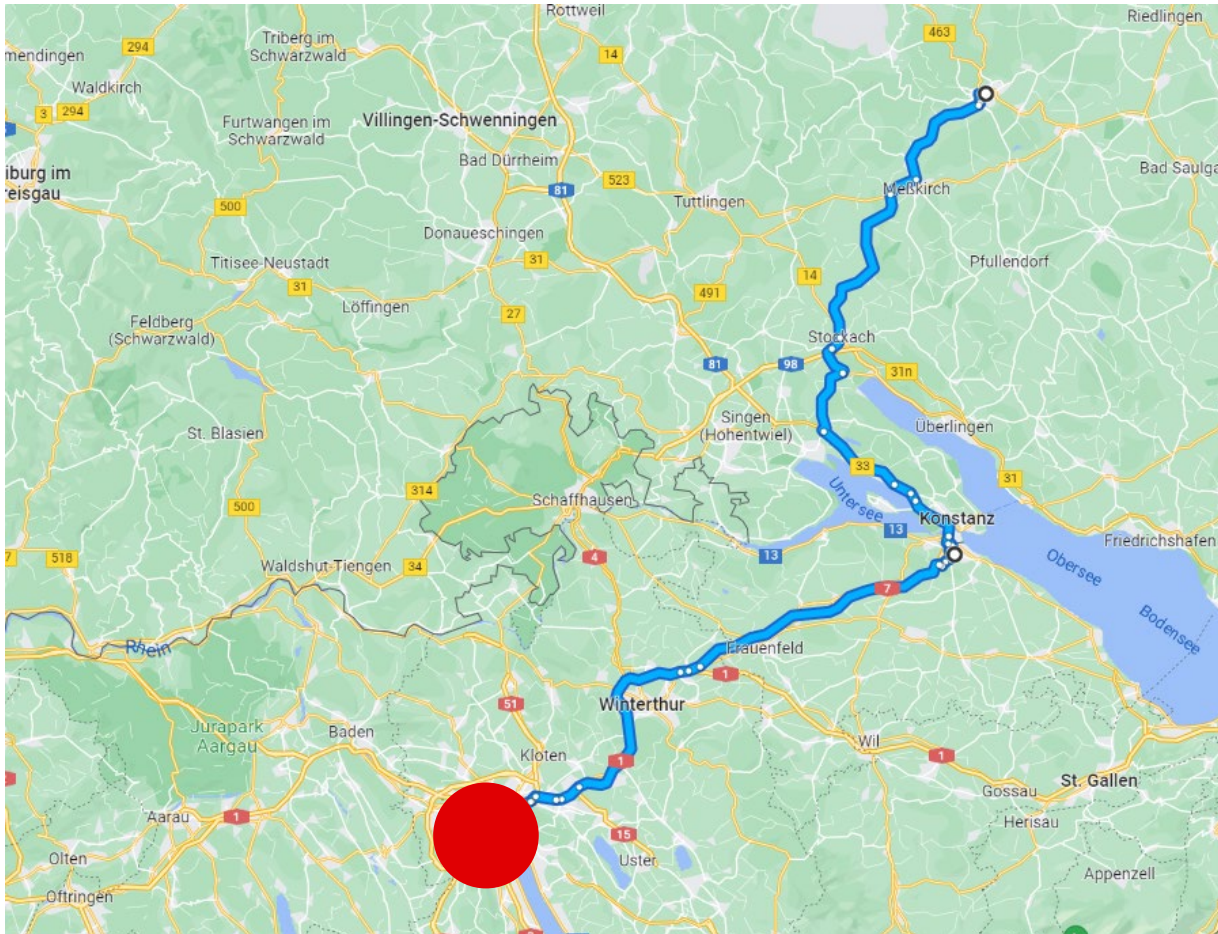 Rottweil
Riedlingen
294
463
Triberg im
Schwarzwald
mendingen
14
Waldkirch
3
294
Furtwangen im
Schwarzwald
Villingen-Schwenningen
Bad Dürrheim
iburg im
reisgau
81
523
Meßkirch
Bad Saulga
500
Tuttlingen
Donaueschingen
31
Titisee-Neustadt
31
Pfullendorf
14
491
Löffingen
27
Feldberg
(Schwarzwald)
Stockach
81
98
31n
Singen
(Hohentwiel)
Überlingen
St. Blasien
33
31
314
Untersee
Schaffhausen
500
Konstanz
13
7
518
4
13
Friedrichshafen
Waldshut-Tiengen
34
Obersee
7
Bodensee
Rhein
Frauenfeld
1
51
Winterthur
Jurapark
Aargau
Baden
Kloten
1
Wil
1
St. Gallen
Gossau
Aarau
1
15
Herisau
Olten
Uster
Appenzell
Oftringen